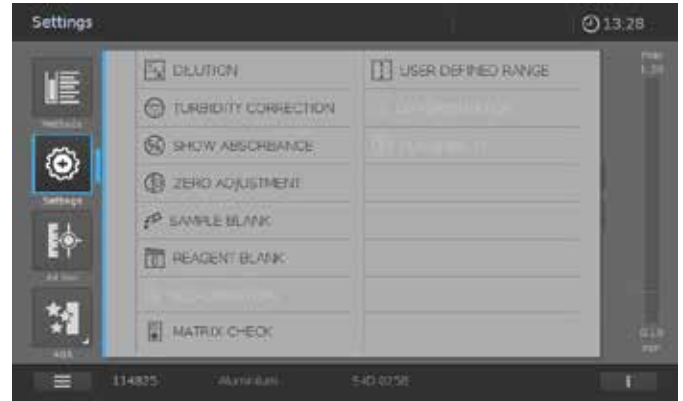 Settings
13:28
DILUTION
USER DEFINED RANGE
TURBIDITY CORRECTION
SHOW ABSORBANCE
ZERO ADJUSTMENT
SAMPLE BLANK
REAGENT BLANK
MATRIX CHECK
Methods
Settings
AQA
114825
Aluminium